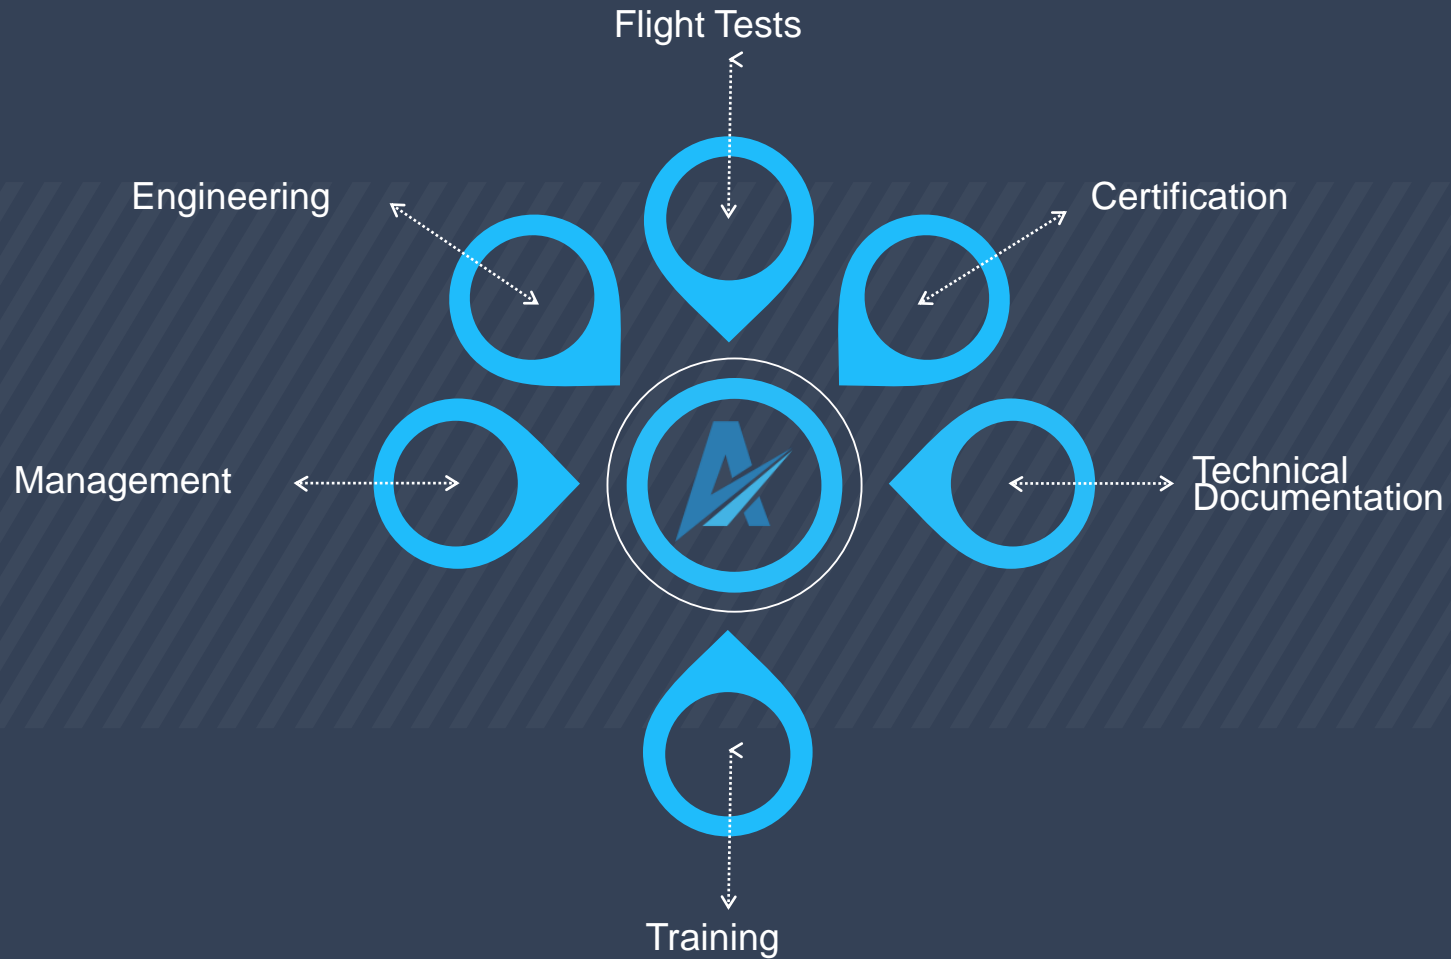 Flight Tests
Engineering
Certification
Management
Technical
Documentation
Training